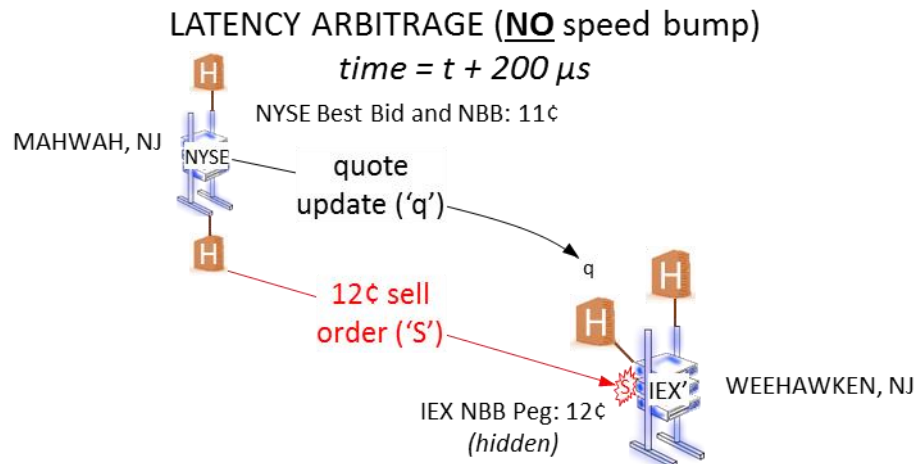 LATENCY ARBITRAGE (NO speed bump)
time = t + 200 µs
H
NYSE Best Bid and NBB: 11¢
MAHWAH, NJ
NYSE
quote
update (‘q’)
H
q
H
H
12¢ sell
order (‘S’)
S
IEX’
WEEHAWKEN, NJ
IEX NBB Peg: 12¢
(hidden)